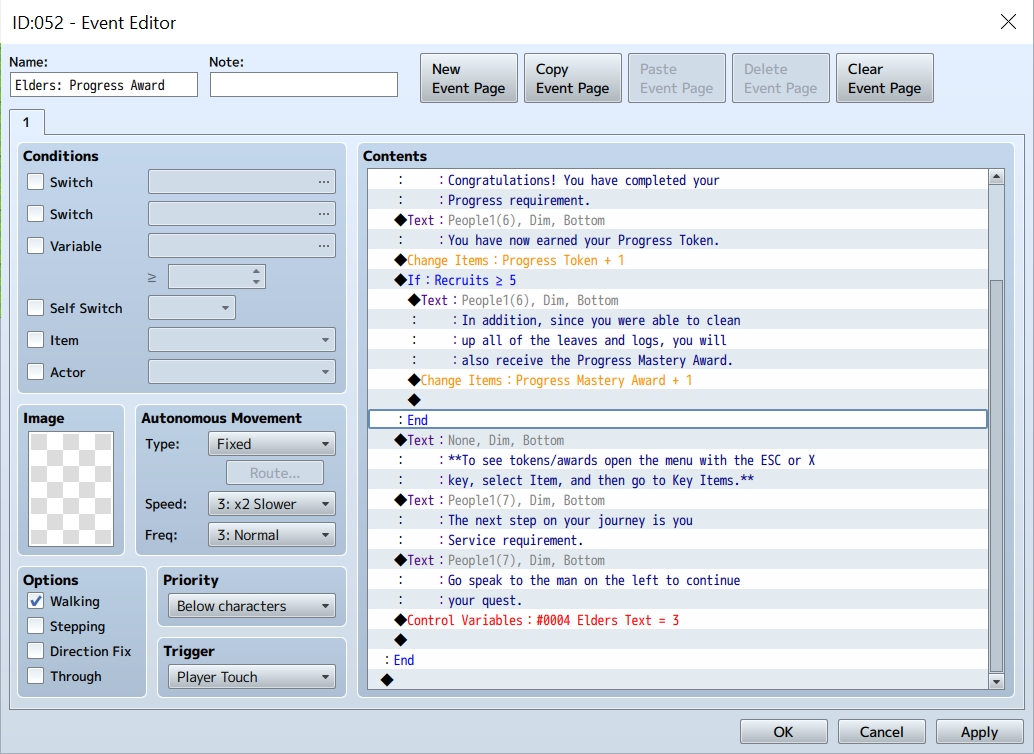 ID:052 - Event Editor
Name:
Note:
Elders: Progress Award
New
Event Page
Copy
Event Page
Paste
Event Page
Delete
Event Page
Clear
Event Page
1
Conditions
Switch
...
Switch
...
Variable
...
≥
Self Switch
Item
Actor
Image
Autonomous Movement
Type:
Fixed
Route...
Speed:
3: x2 Slower
Freq:
3: Normal
Options
Walking
Stepping
Direction Fix
Through
Priority
Below characters
Trigger
Player Touch
Contents
: : Congratulations! You have completed your
: : Progress requirement.
◆Text : People1(6), Dim, Bottom
: : You have now earned your Progress Token.
◆Change Items : Progress Token + 1
◆If : Recruits ≥ 5
◆Text : People1(6), Dim, Bottom
: : In addition, since you were able to clean
: : up all of the leaves and logs, you will
: : also receive the Progress Mastery Award.
◆Change Items : Progress Mastery Award + 1
◆
: End
◆Text : None, Dim, Bottom
: : **To see tokens/awards open the menu with the ESC or X
: : key, select Item, and then go to Key Items.**
◆Text : People1(7), Dim, Bottom
: : The next step on your journey is you
: : Service requirement.
◆Text : People1(7), Dim, Bottom
: : Go speak to the man on the left to continue
: : your quest.
◆Control Variables : #0004 Elders Text = 3
◆
: End
◆
OK
Cancel
Apply